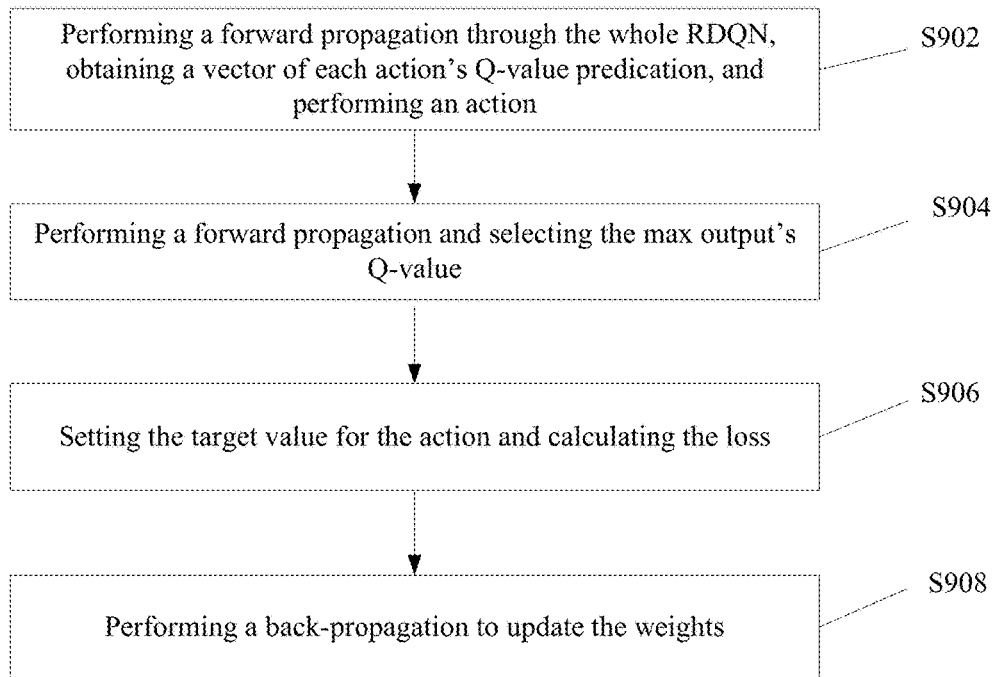 Performing a forward propagation through the whole RDQN,
obtaining a vector of each action's Q-value predication, and
performing an action
S902
Performing a forward propagation and selecting the max output's
Q-value
S904
Setting the target value for the action and calculating the loss
S906
Performing a back-propagation to update the weights
S908